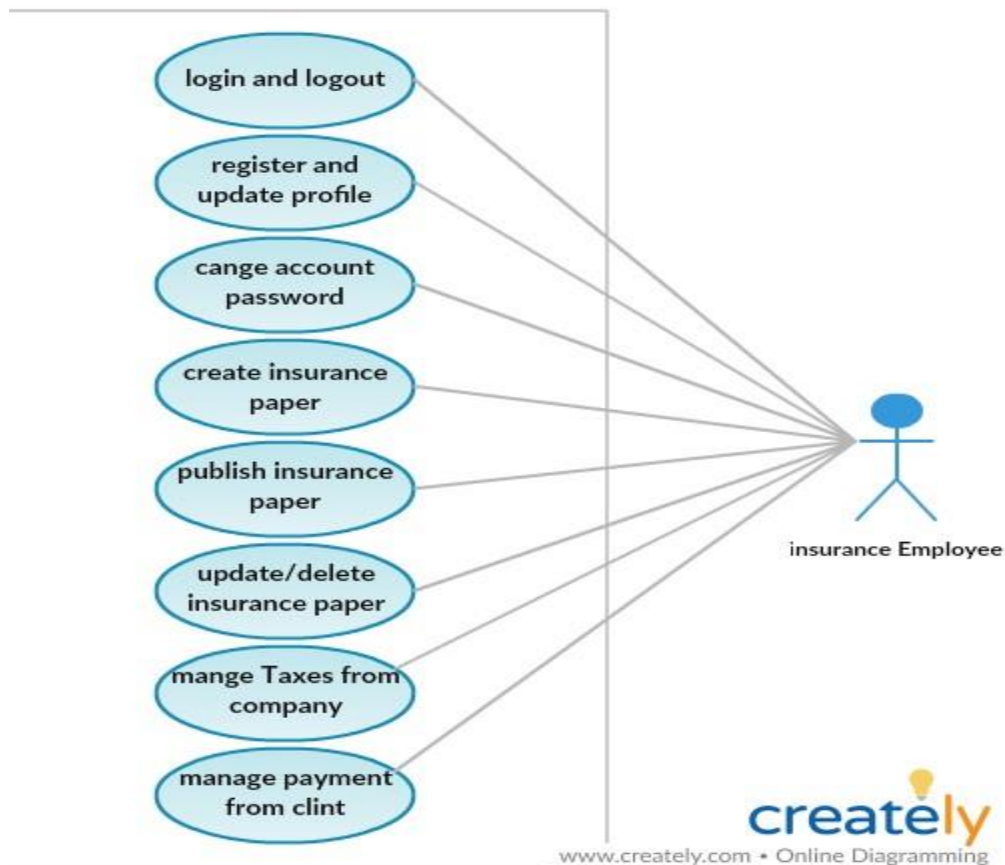 login and logout
register and
update profile
cange account
password
create insurance
paper
publish insurance
paper
update/delete
insurance paper
mange Taxes from
company
manage payment
from clint
insurance Employee
creately
www.creately.com • Online Diagramming